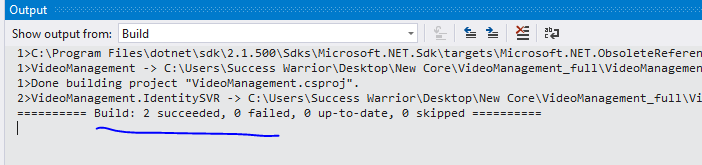 Output
Show output from: Build
1>C:\Program Files\dotnet\sdk\2.1.500\Sdks\Microsoft.NET.Sdk\targets\Microsoft.NET.ObsoleteReferen
1>VideoManagement -> C:\Users\Success Warrior\Desktop\New Core\VideoManagement_full\VideoManagemen
1>Done building project "VideoManagement.csproj".
2>VideoManagement.IdentitySVR -> C:\Users\Success Warrior\Desktop\New Core\VideoManagement_full\Vi
========== Build: 2 succeeded, 0 failed, 0 up-to-date, 0 skipped ==========